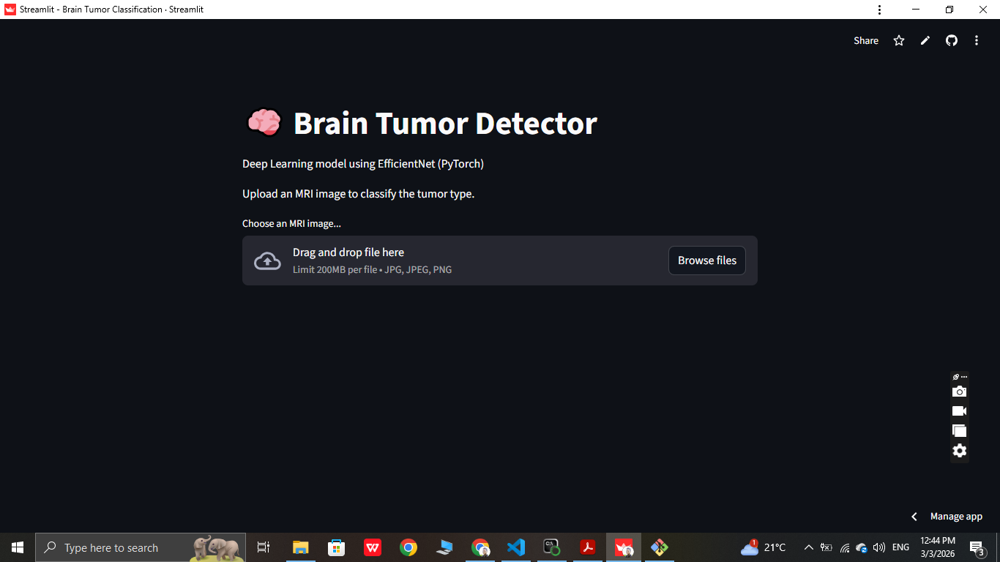 Streamlit - Brain Tumor Classification · Streamlit
Share
Brain Tumor Detector
Deep Learning model using EfficientNet (PyTorch)
Upload an MRI image to classify the tumor type.
Choose an MRI image...
Drag and drop file here
Limit 200MB per file • JPG, JPEG, PNG
Browse files
Manage app
Type here to search
W
C:\
1
21°C
ENG
12:44 PM
3/3/2026
3